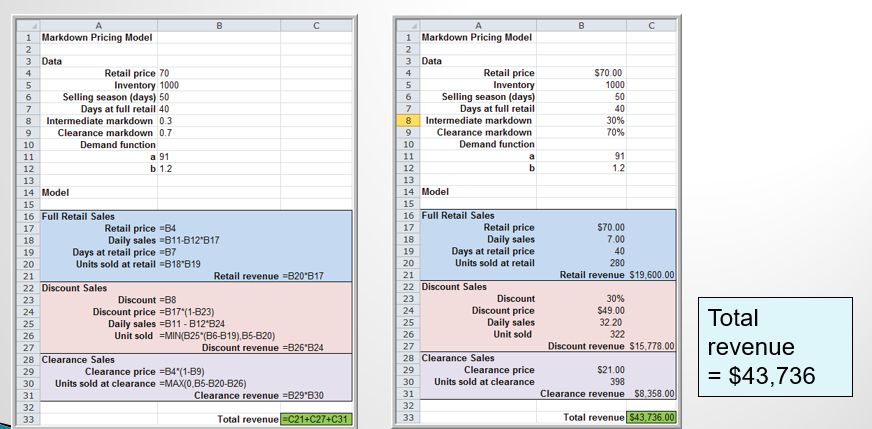 A B C
1 Markdown Pricing Model
2
3 Data
4 Retail price 70
5 Inventory 1000
6 Selling season (days) 50
7 Days at full retail 40
8 Intermediate markdown 0.3
9 Clearance markdown 0.7
10 Demand function
11 a 91
12 b 1.2
13
14 Model
15
16 Full Retail Sales
17 Retail price =B4
18 Daily sales =B11-B12*B17
19 Days at retail price =B7
20 Units sold at retail =B18*B19
21 Retail revenue =B20*B17
22 Discount Sales
23 Discount =B8
24 Discount price =B17*(1-B23)
25 Daily sales =B11 - B12*B24
26 Unit sold =MIN(B25*(B6-B19),B5-B20)
27 Discount revenue =B26*B24
28 Clearance Sales
29 Clearance price =B4*(1-B9)
30 Units sold at clearance =MAX(0,B5-B20-B26)
31 Clearance revenue =B29*B30
32
33 Total revenue =C21+C27+C31
A B C
1 Markdown Pricing Model
2
3 Data
4 Retail price $70.00
5 Inventory 1000
6 Selling season (days) 50
7 Days at full retail 40
8 Intermediate markdown 30%
9 Clearance markdown 70%
10 Demand function
11 a 91
12 b 1.2
13
14 Model
15
16 Full Retail Sales
17 Retail price $70.00
18 Daily sales 7.00
19 Days at retail price 40
20 Units sold at retail 280
21 Retail revenue $19,600.00
22 Discount Sales
23 Discount 30%
24 Discount price $49.00
25 Daily sales 32.20
26 Unit sold 322
27 Discount revenue $15,778.00
28 Clearance Sales
29 Clearance price $21.00
30 Units sold at clearance 398
31 Clearance revenue $8,358.00
32
33 Total revenue $43,736.00
Total
revenue
= $43,736